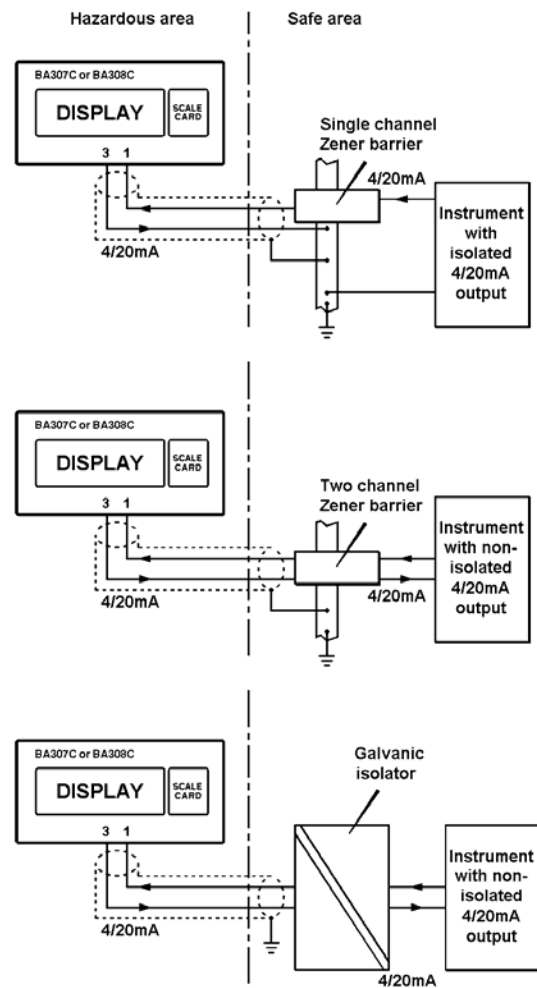 Hazardous area
Safe area
BA307C or BA308C
DISPLAY
SCALE
CARD
3 1
4/20mA
Single channel
Zener barrier
4/20mA
Instrument
with
isolated
4/20mA
output
BA307C or BA308C
DISPLAY
SCALE
CARD
3 1
4/20mA
Two channel
Zener barrier
4/20mA
Instrument
with non-
isolated
4/20mA
output
BA307C or BA308C
DISPLAY
SCALE
CARD
3 1
4/20mA
Galvanic
isolator
4/20mA
Instrument
with non-
isolated
4/20mA
output